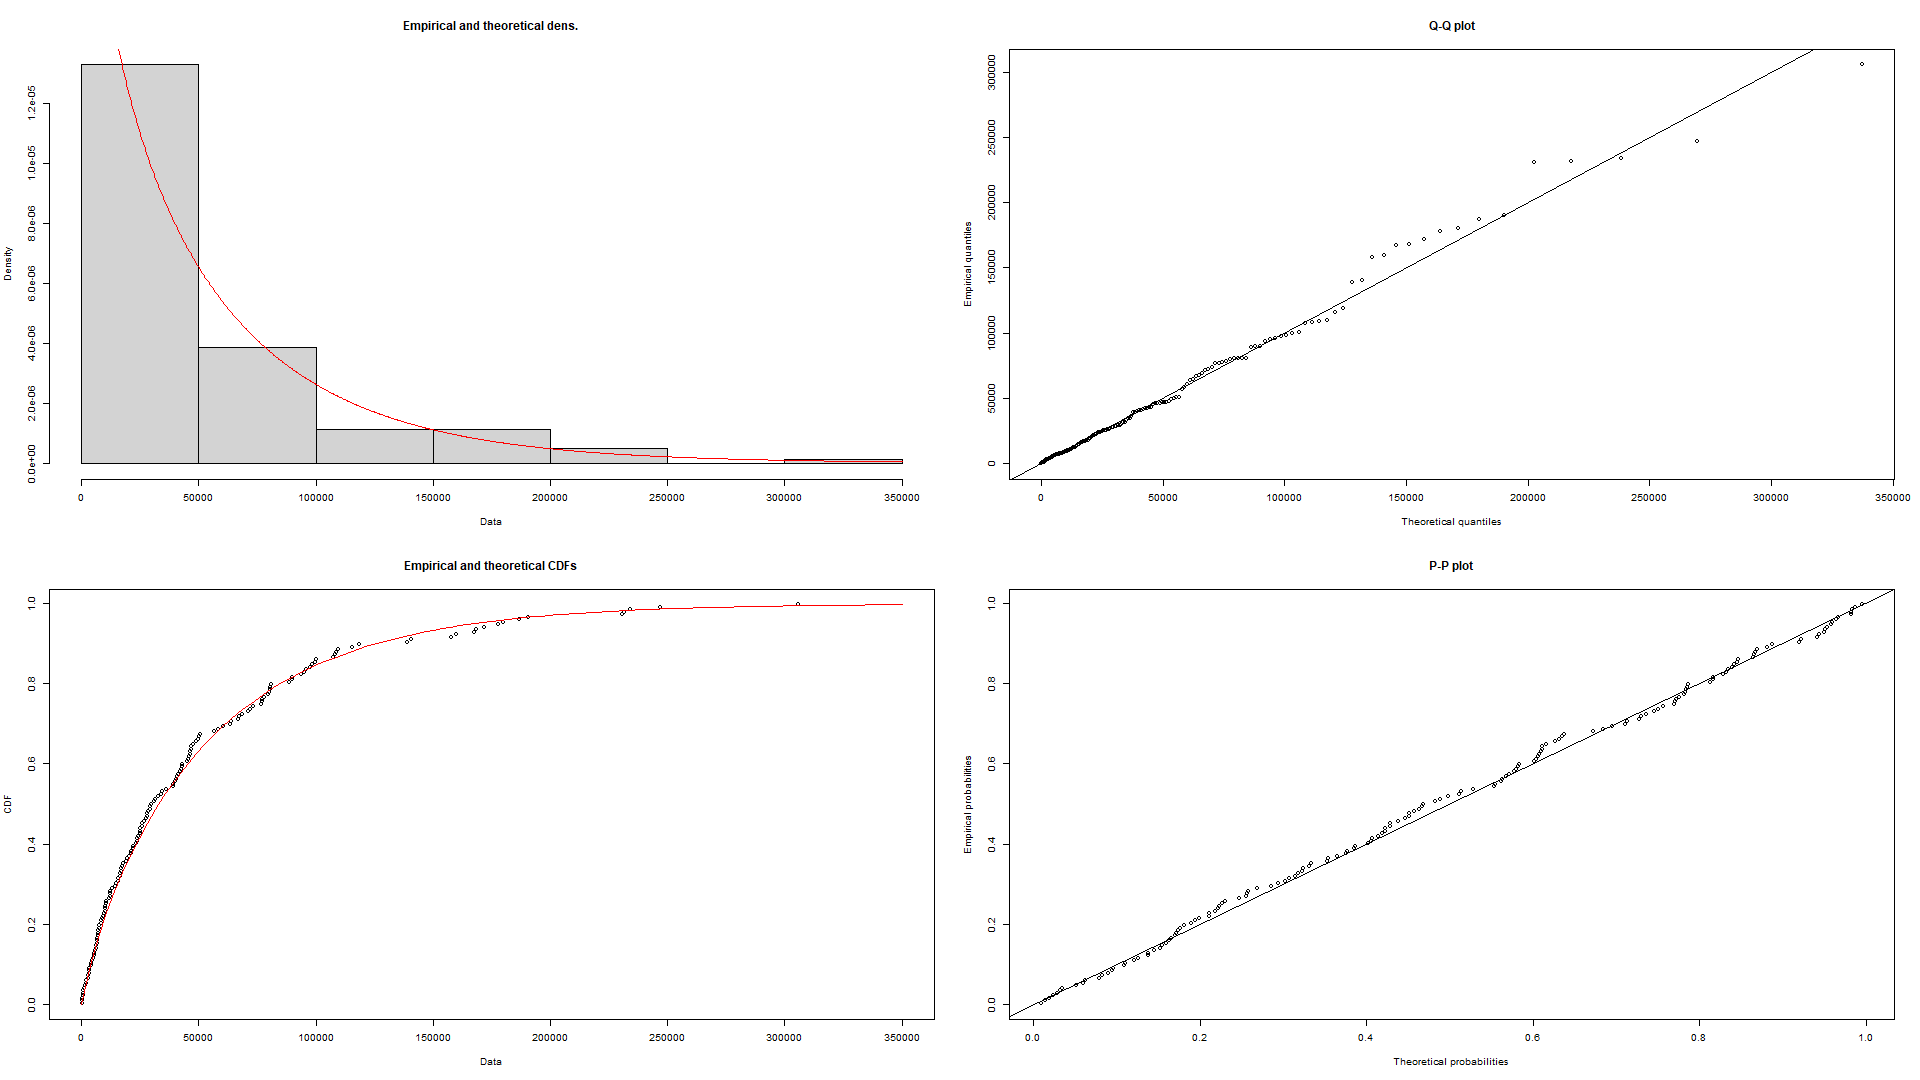 Empirical and theoretical dens.
Density
0.0e+00 2.0e-06 4.0e-06 6.0e-06 8.0e-06 1.0e-05 1.2e-05
0 50000 100000 150000 200000 250000 300000 350000
Data
Q-Q plot
Empirical quantiles
0 50000 100000 150000 200000 250000 300000
0 50000 100000 150000 200000 250000 300000 350000
Theoretical quantiles
Empirical and theoretical CDFs
CDF
0.0 0.2 0.4 0.6 0.8 1.0
0 50000 100000 150000 200000 250000 300000 350000
Data
P-P plot
Empirical probabilities
0.0 0.2 0.4 0.6 0.8 1.0
0.0 0.2 0.4 0.6 0.8 1.0
Theoretical probabilities